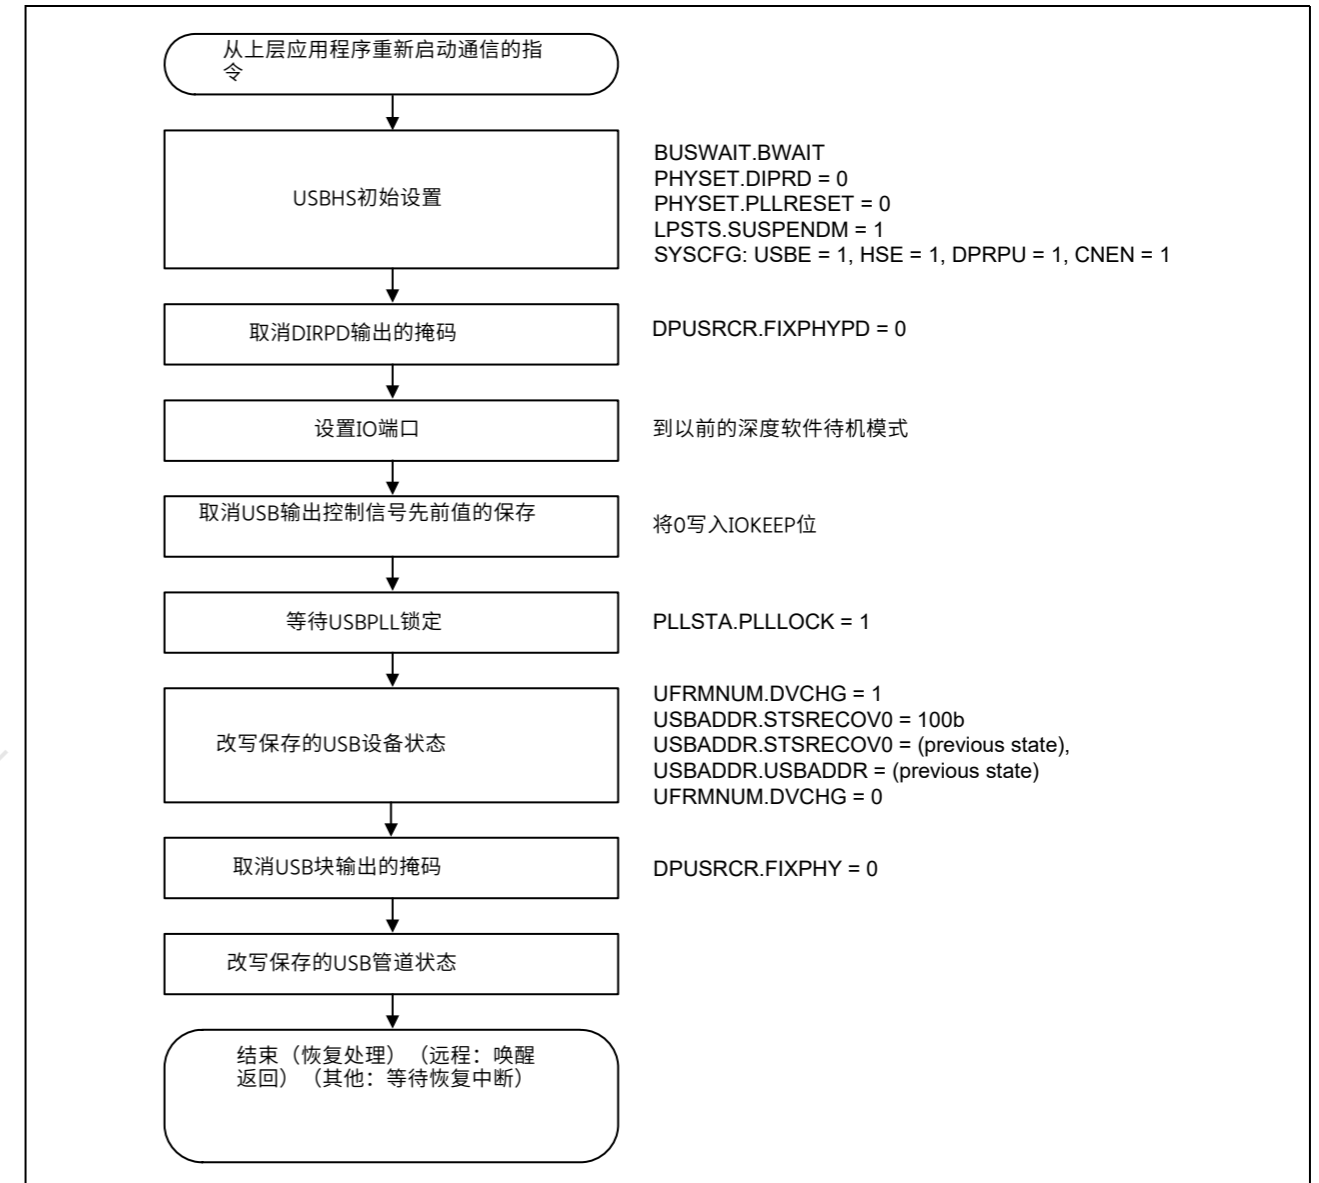 从上层应用程序重新启动通信的指
令
USBHS初始设置
BUSWAIT.BWAIT
PHYSET.DIPRD = 0
PHYSET.PLLRESET = 0
LPSTS.SUSPENDM = 1
SYSCFG: USBE = 1, HSE = 1, DPRPU = 1, CNEN = 1
取消DIRPD输出的掩码
DPUSRCR.FIXPHYPD = 0
设置IO端口
到以前的深度软件待机模式
取消USB输出控制信号先前值的保存
将0写入IOKEEP位
等待USBPLL锁定
PLLSTA.PLLLOCK = 1
改写保存的USB设备状态
UFRMNUM.DVCHG = 1
USBADDR.STSRECOV0 = 100b
USBADDR.STSRECOV0 = (previous state),
USBADDR.USBADDR = (previous state)
UFRMNUM.DVCHG = 0
取消USB块输出的掩码
DPUSRCR.FIXPHY = 0
改写保存的USB管道状态
结束（恢复处理）（远程：唤醒
返回）（其他：等待恢复中断）